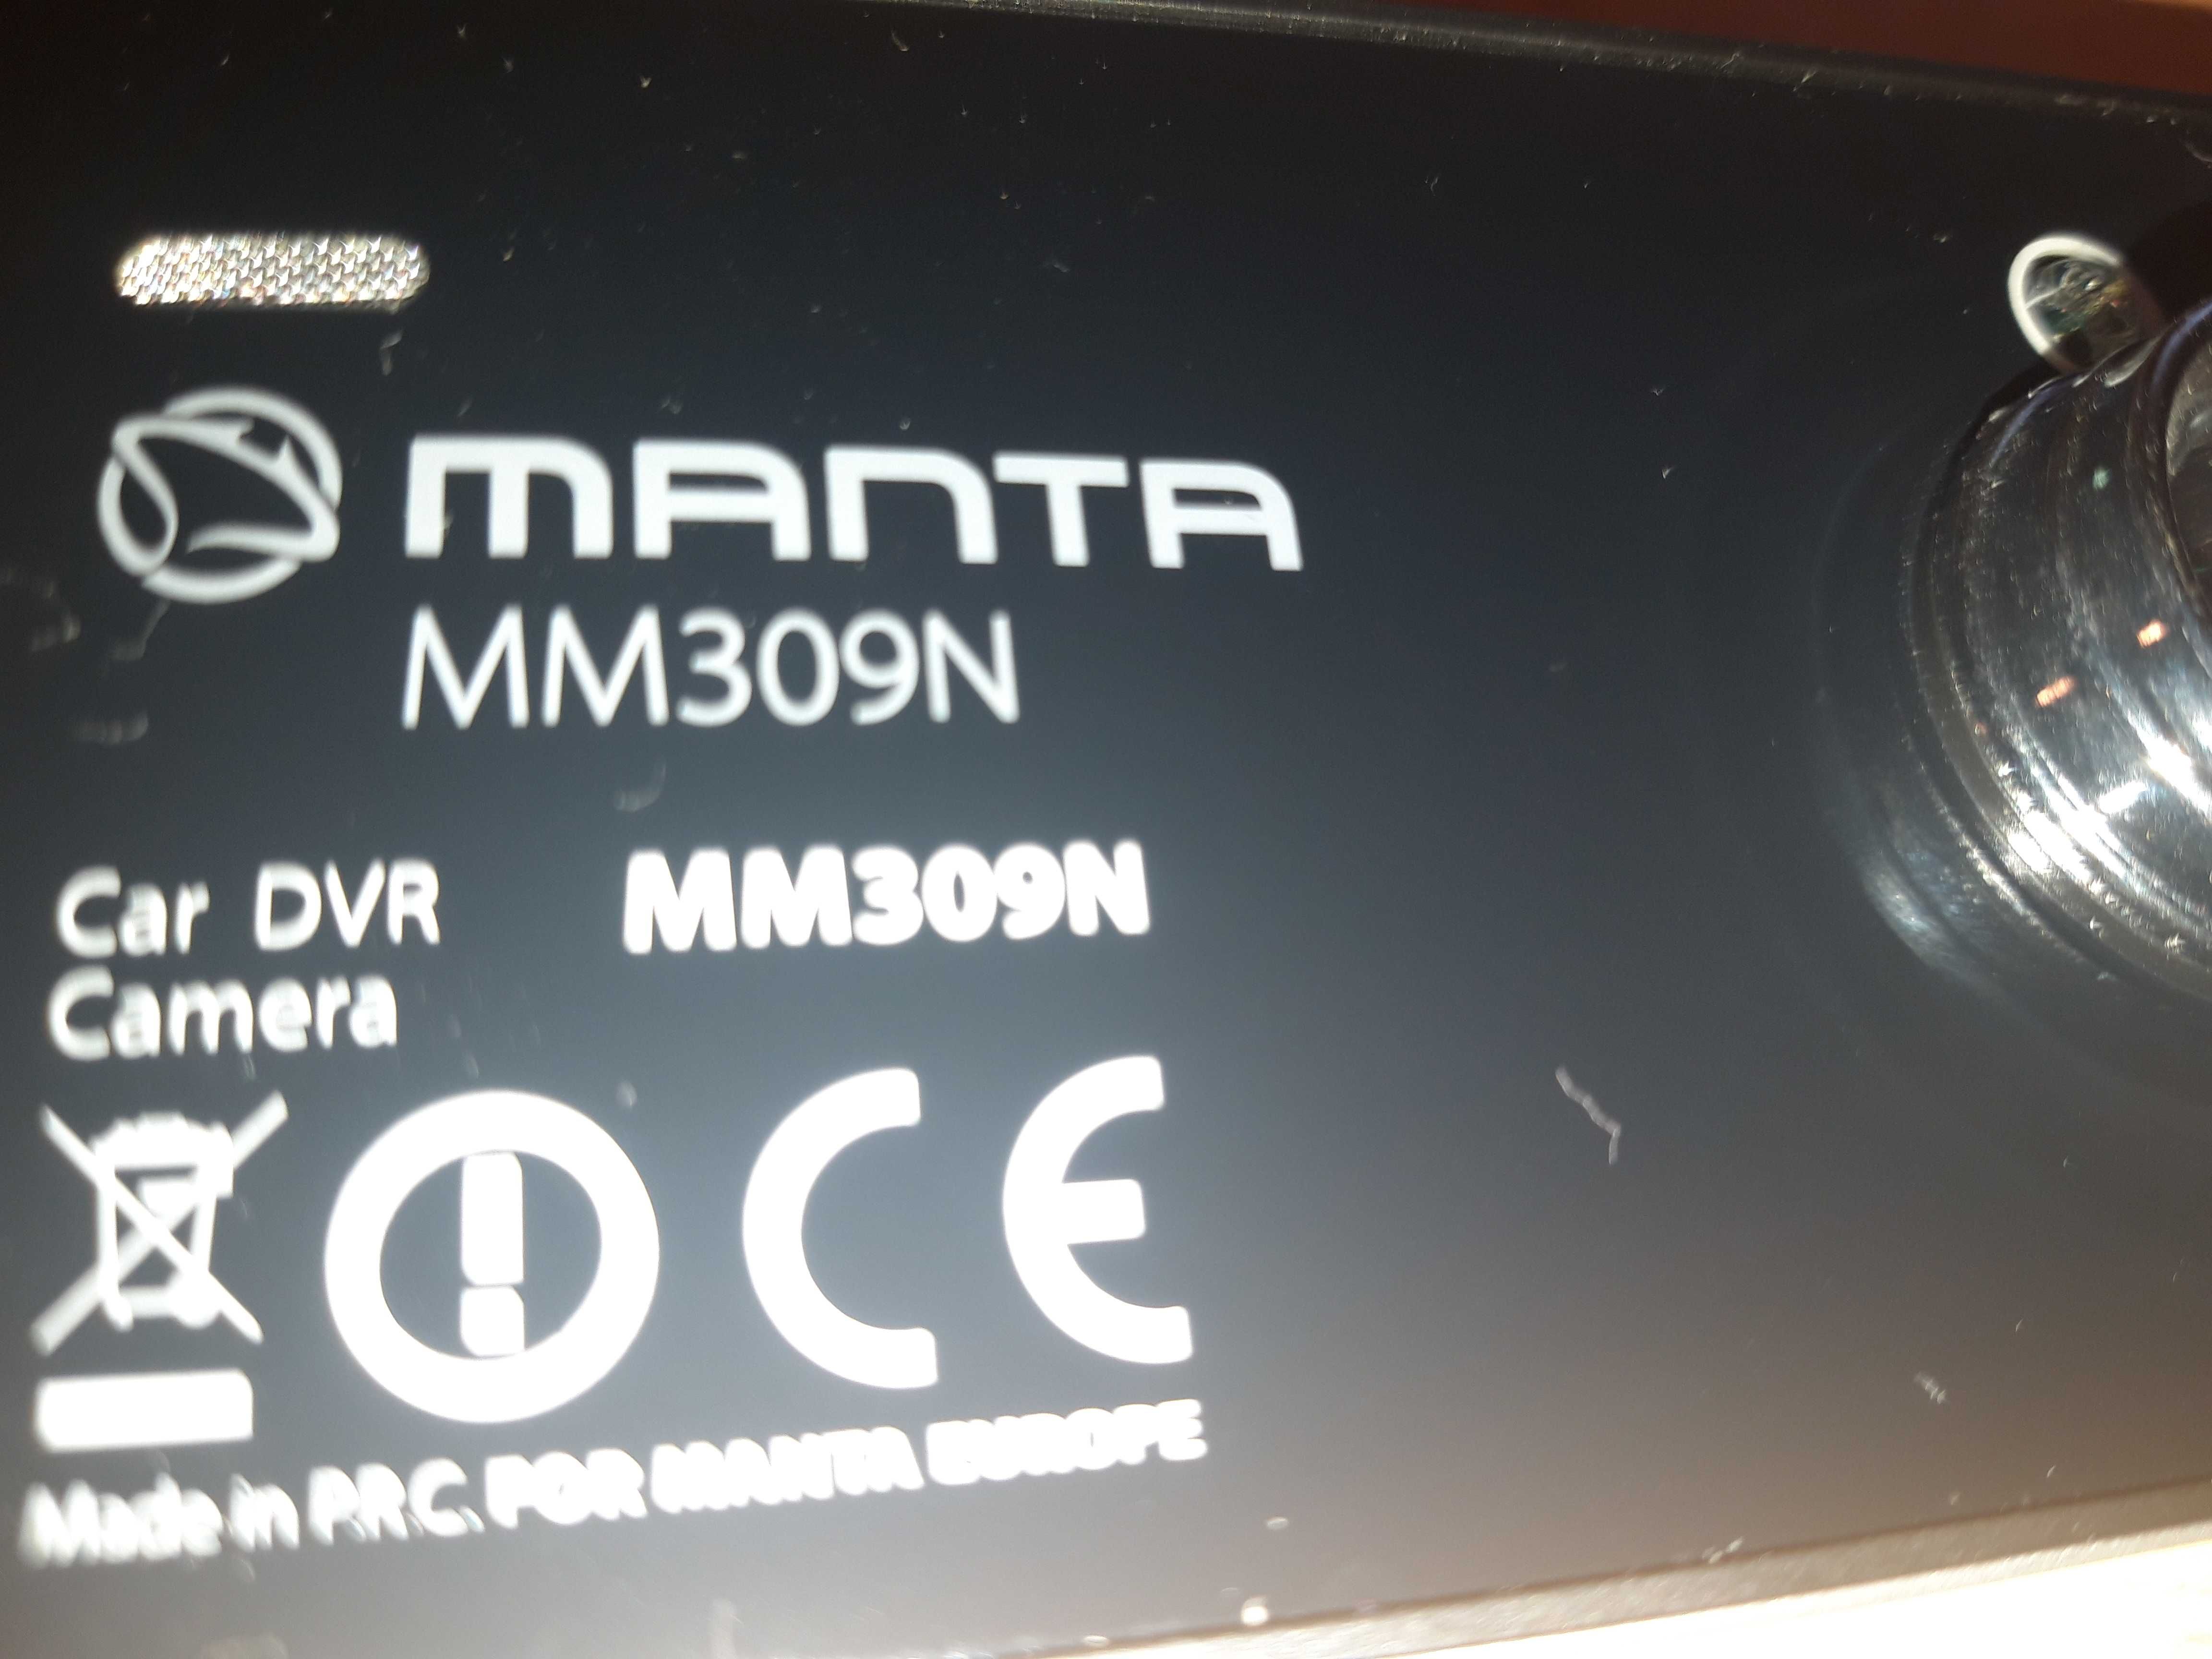 MANTA
MM309N
Car DVR MM309N
Camera
CE
Made in P.R.C. FOR MANTA EUROPE